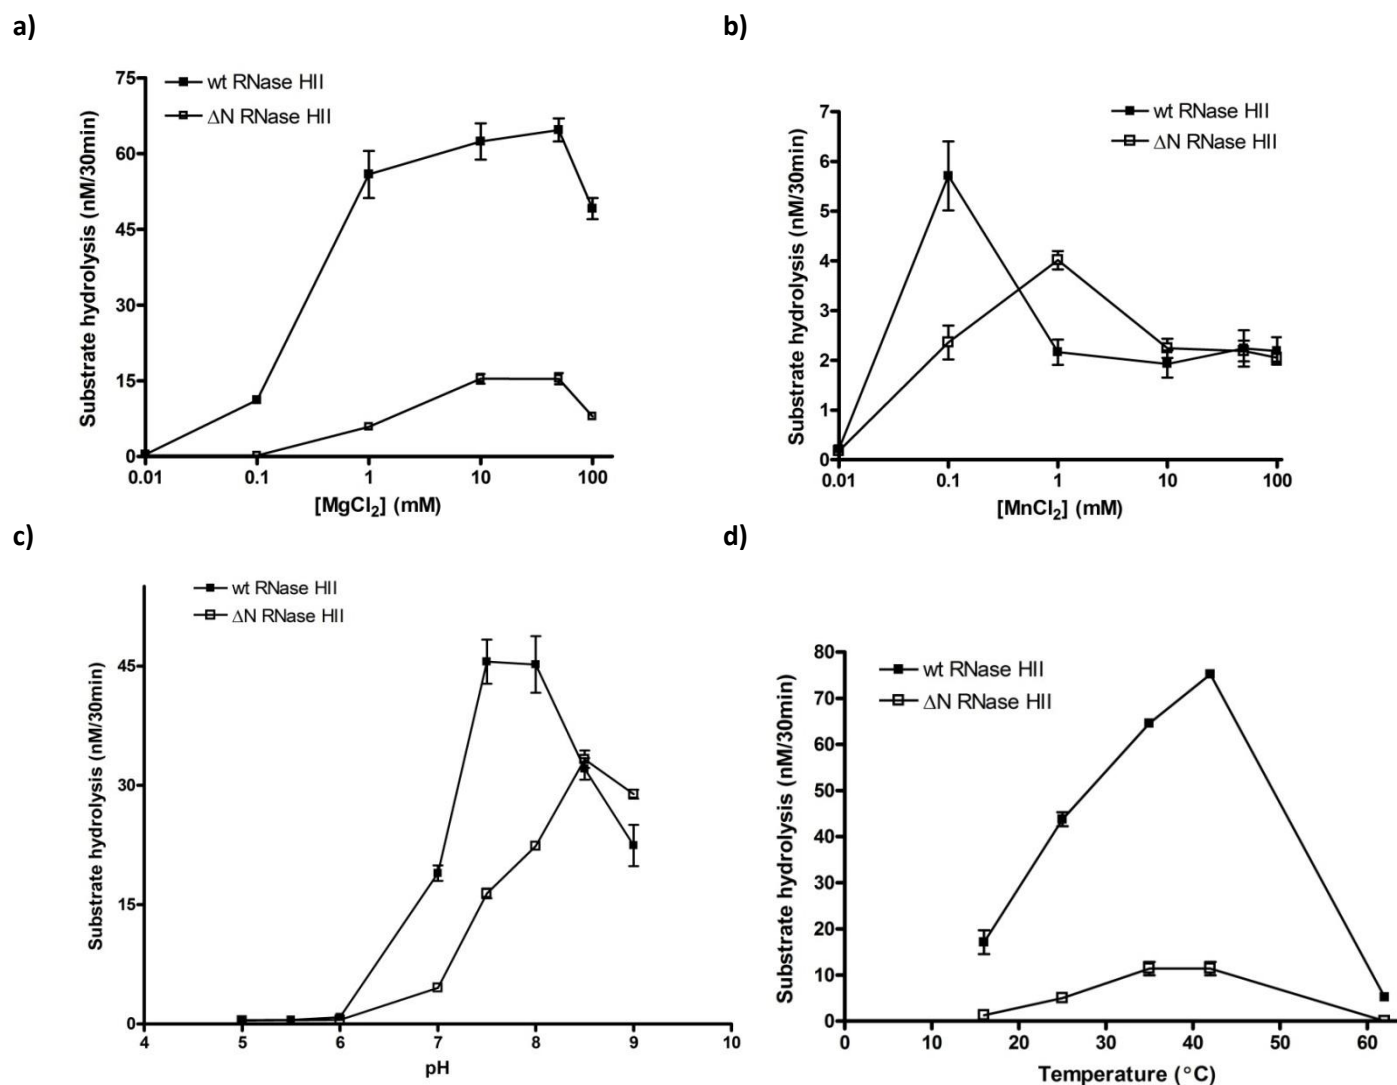 a)
wt RNase HII
ΔN RNase HII
75
60
45
30
15
0
0.01 0.1 1 10 100
[MgCl₂] (mM)
Substrate hydrolysis (nM/30min)
b)
wt RNase HII
ΔN RNase HII
7
6
5
4
3
2
1
0
0.01 0.1 1 10 100
[MnCl₂] (mM)
Substrate hydrolysis (nM/30min)
c)
wt RNase HII
ΔN RNase HII
45
30
15
0
4 5 6 7 8 9 10
pH
Substrate hydrolysis (nM/30min)
d)
wt RNase HII
ΔN RNase HII
80
70
60
50
40
30
20
10
0
0 10 20 30 40 50 60
Temperature (°C)
Substrate hydrolysis (nM/30min)